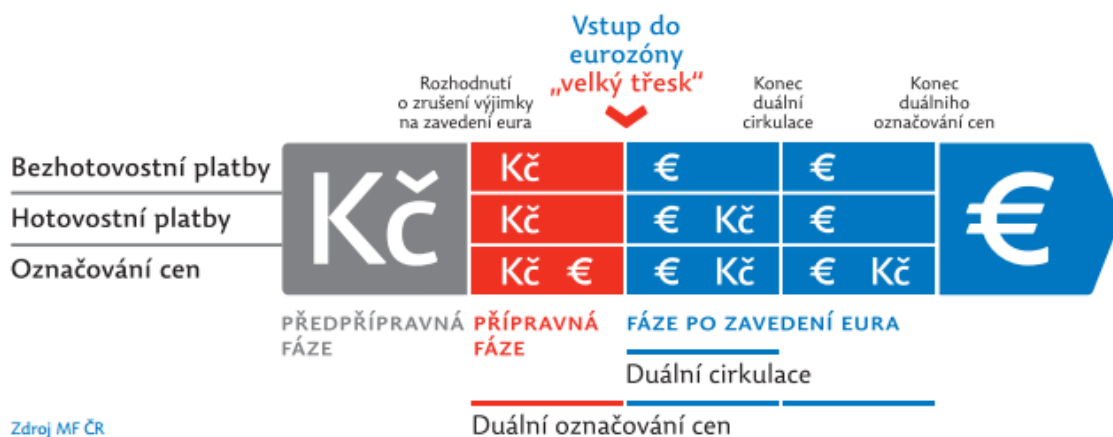 Vstup do
eurozóny
„velký třesk“
Rozhodnutí
o zrušení výjimky
na zavedení eura
Konec
duální
cirkulace
Konec
duálního
označování cen
Bezhotovostní platby Kč € €
Hotovostní platby Kč € Kč €
Označování cen Kč € € Kč € Kč
Kč
€
PŘEDPŘÍPRAVNÁ
FÁZE
PŘÍPRAVNÁ
FÁZE
FÁZE PO ZAVEDENÍ EURA
Duální cirkulace
Duální označování cen
Zdroj MF ČR